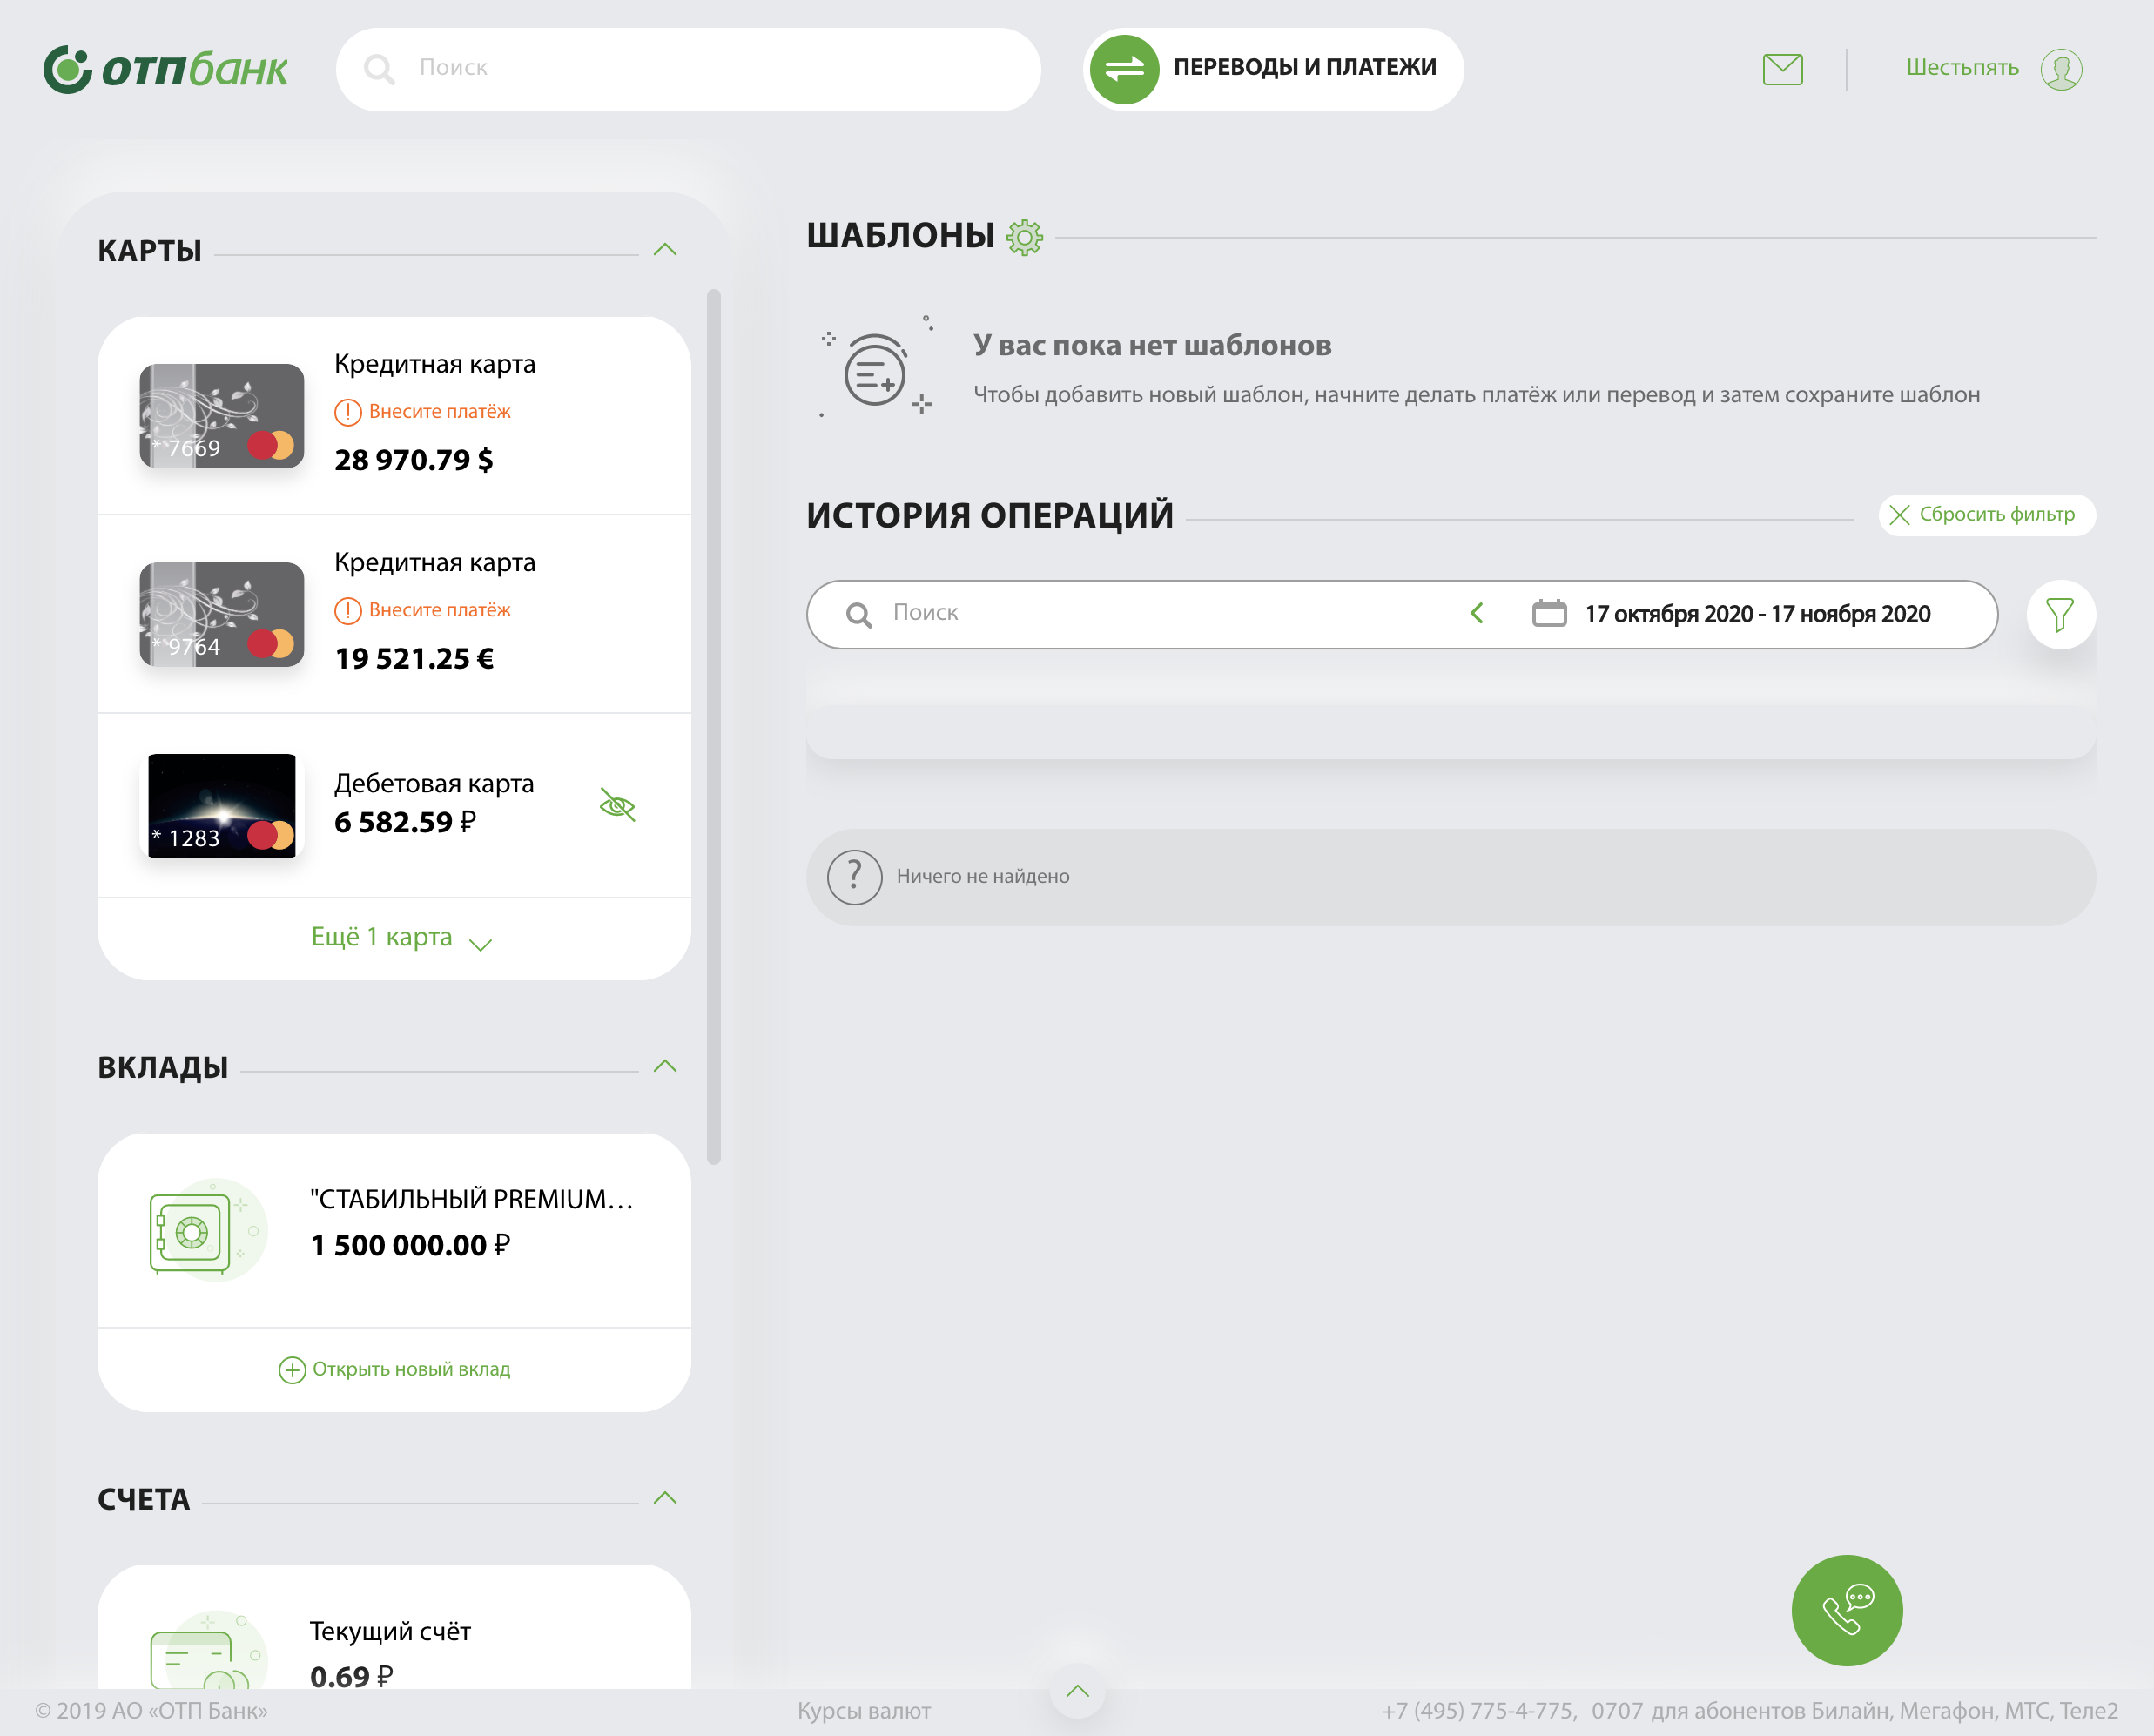 отпбанк
Поиск
ПЕРЕВОДЫ И ПЛАТЕЖИ
Шестьпять
КАРТЫ
Кредитная карта
Внесите платёж
* 7669
28 970.79 $
Кредитная карта
Внесите платёж
* 9764
19 521.25 €
Дебетовая карта
6 582.59 ₽
* 1283
Ещё 1 карта
ВКЛАДЫ
"СТАБИЛЬНЫЙ PREMIUM...
1 500 000.00 ₽
Открыть новый вклад
СЧЕТА
Текущий счёт
0.69 ₽
ШАБЛОНЫ
У вас пока нет шаблонов
Чтобы добавить новый шаблон, начните делать платёж или перевод и затем сохраните шаблон
ИСТОРИЯ ОПЕРАЦИЙ
Сбросить фильтр
Поиск
17 октября 2020 - 17 ноября 2020
? Ничего не найдено
© 2019 АО «ОТП Банк»
Курсы валют
+7 (495) 775-4-775, 0707 для абонентов Билайн, Мегафон, МТС, Теле2